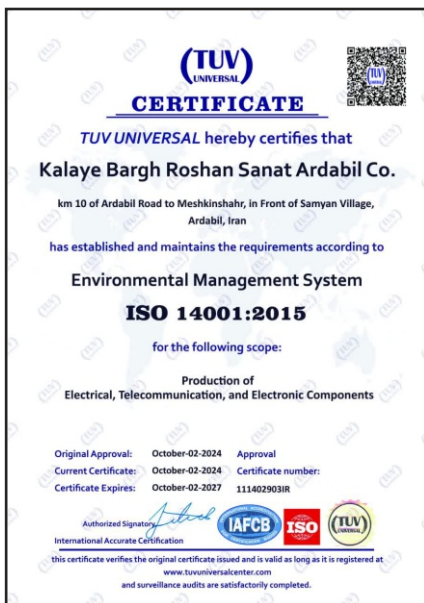 (TUV)
UNIVERSAL
CERTIFICATE
TUV UNIVERSAL hereby certifies that
Kalaye Bargh Roshan Sanat Ardabil Co.
km 10 of Ardabil Road to Meshkinshahr, in Front of Samyan Village,
Ardabil, Iran
has established and maintains the requirements according to
Environmental Management System
ISO 14001:2015
for the following scope:
Production of
Electrical, Telecommunication, and Electronic Components
Original Approval: October-02-2024 Approval
Current Certificate: October-02-2024 Certificate number:
Certificate Expires: October-02-2027 111402903IR
Authorized Signatory
International Accurate Certification
IAFCB
ISO
(TUV)
UNIVERSAL
this certificate verifies the original certificate issued and is valid as long as it is registered at
www.tuvuniversalcenter.com
and surveillance audits are satisfactorily completed.